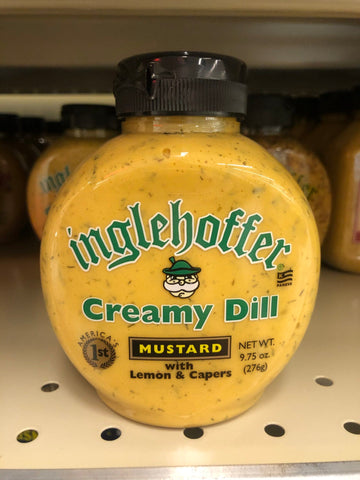 inglehoffer
Creamy Dill
AMERICA'S
1st
MUSTARD
with
Lemon & Capers
NET WT.
9.75 oz.
(276g)